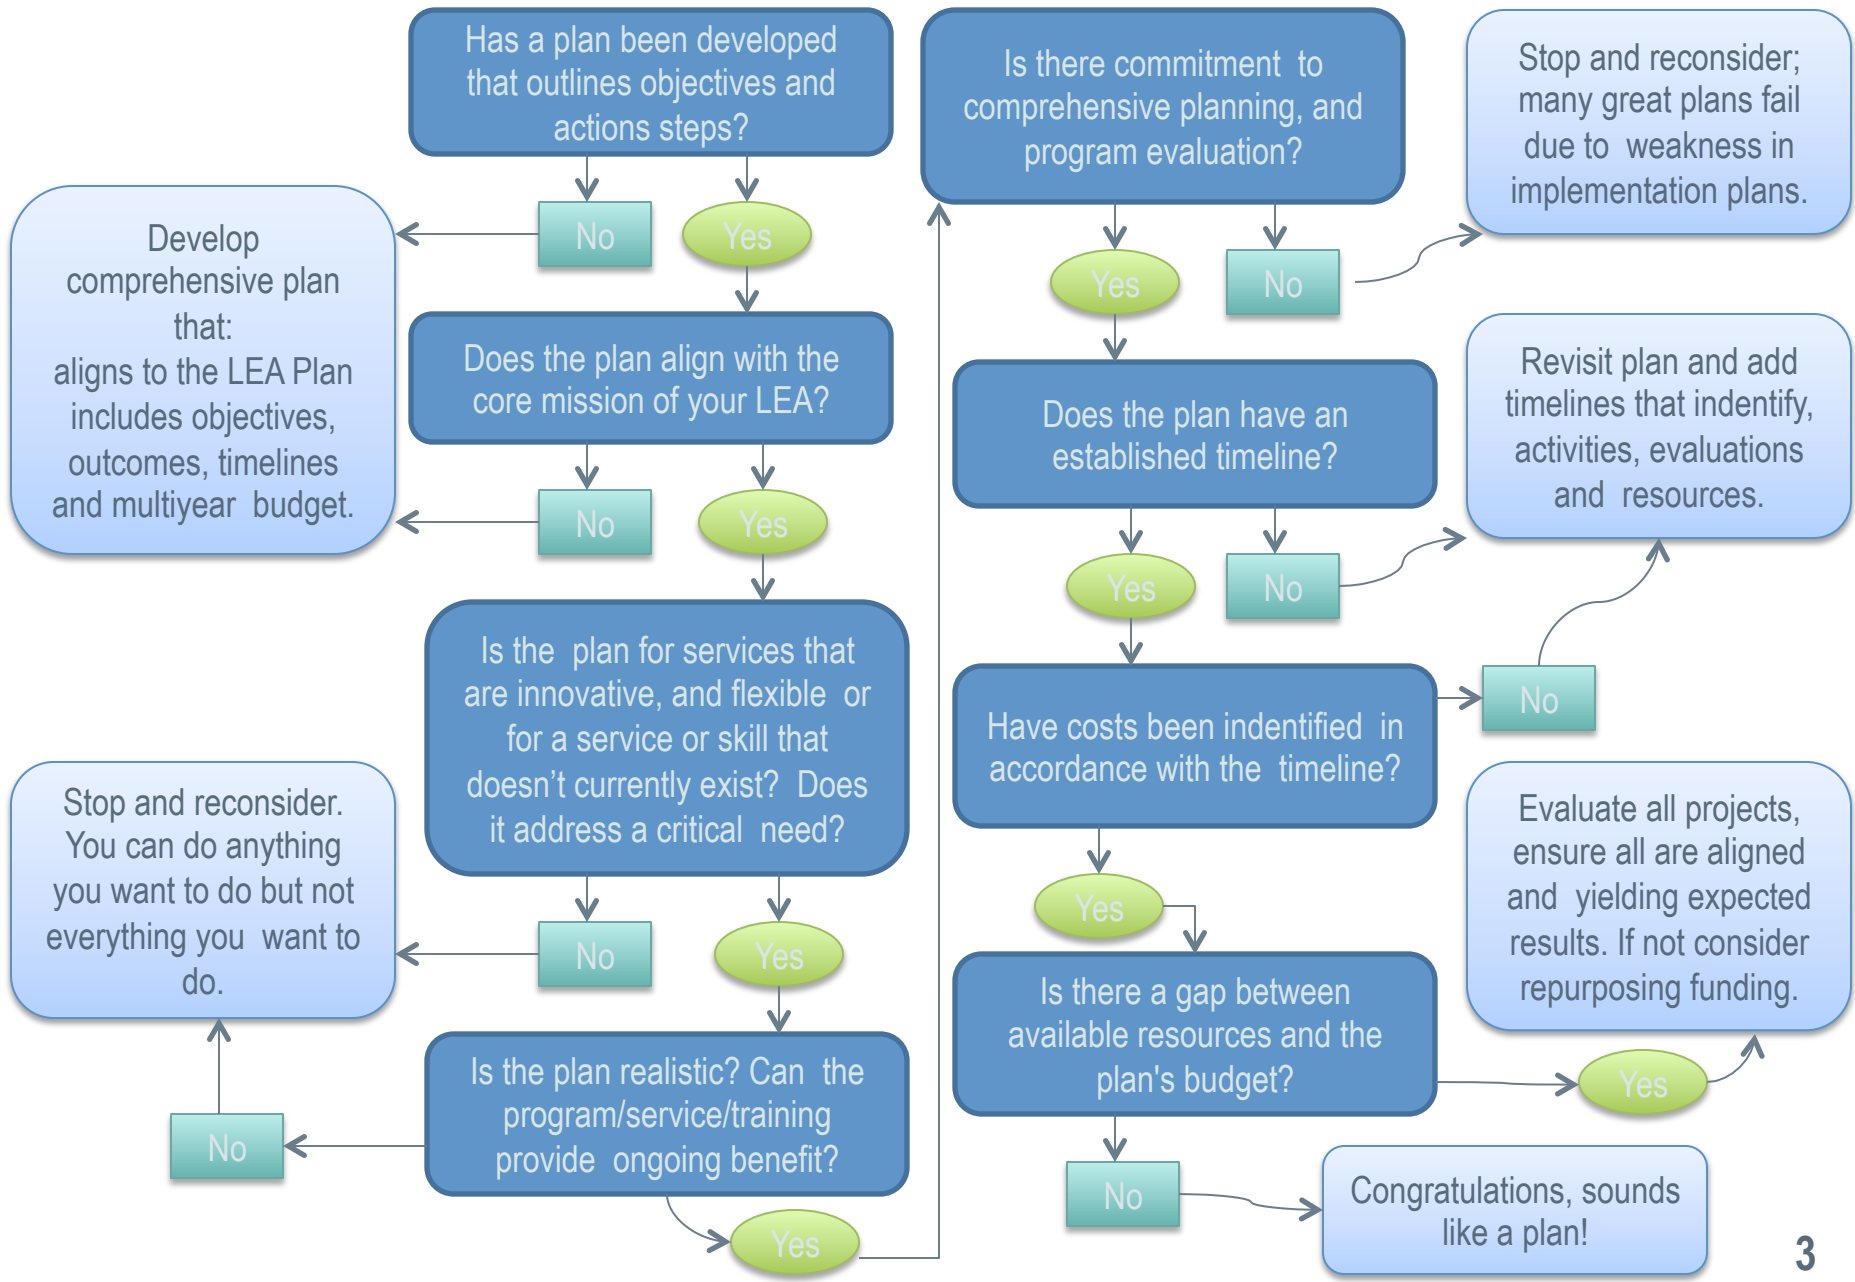 Has a plan been developed
that outlines objectives and
actions steps?
No
Yes
Develop
comprehensive plan
that:
aligns to the LEA Plan
includes objectives,
outcomes, timelines
and multiyear budget.
Does the plan align with the
core mission of your LEA?
No
Yes
Is the plan for services that
are innovative, and flexible or
for a service or skill that
doesn't currently exist? Does
it address a critical need?
Stop and reconsider.
You can do anything
you want to do but not
everything you want to
do.
No
Yes
Is the plan realistic? Can the
program/service/training
provide ongoing benefit?
No
Yes
Is there commitment to
comprehensive planning, and
program evaluation?
Yes
No
Stop and reconsider;
many great plans fail
due to weakness in
implementation plans.
Does the plan have an
established timeline?
Yes
No
Revisit plan and add
timelines that indentify,
activities, evaluations
and resources.
Have costs been indentified in
accordance with the timeline?
No
Yes
Is there a gap between
available resources and the
plan's budget?
Yes
Evaluate all projects,
ensure all are aligned
and yielding expected
results. If not consider
repurposing funding.
No
Congratulations, sounds
like a plan!
3